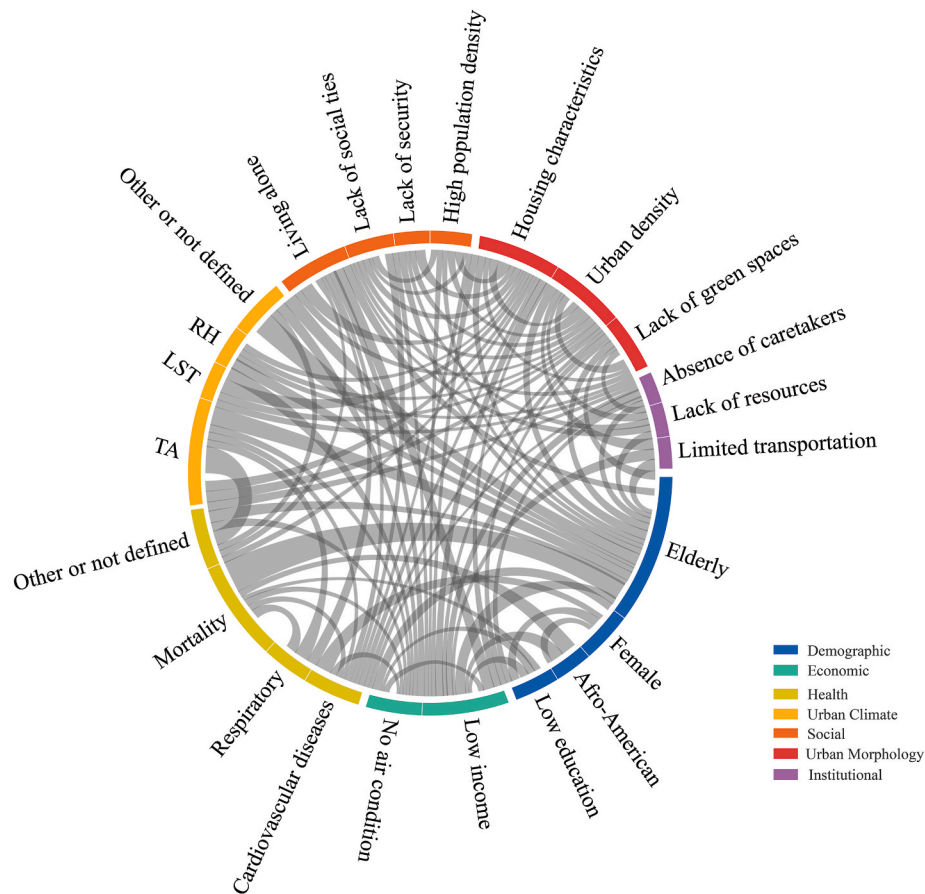 High population density
Housing characteristics
Lack of security
Lack of social ties
Living alone
Urban density
Other or not defined
Lack of green spaces
RH
Absence of caretakers
LST
Lack of resources
TA
Limited transportation
Other or not defined
Elderly
Mortality
Female
Respiratory
Afro-American
Cardiovascular diseases
No air condition
Low income
Low education
Demographic
Economic
Health
Urban Climate
Social
Urban Morphology
Institutional